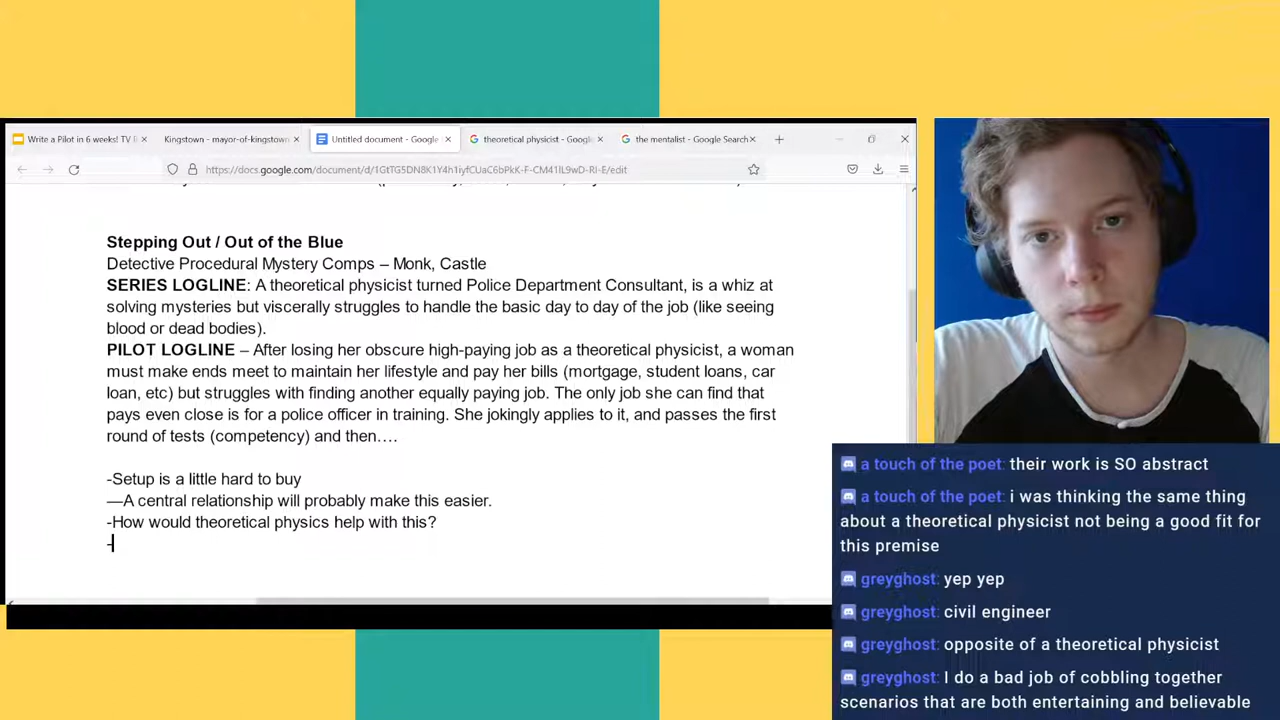 Write a Pilot in 6 weeks! TV
Kingstown - mayor-of-kingstown
Untitled document - Google
theoretical physicist - Google
the mentalist - Google Search
https://docs.google.com/document/d/1GtTG5DN8K1Y4h1iyfCUaC6bPkK-F-CM41lL9wD-RI-E/edit
Stepping Out / Out of the Blue
Detective Procedural Mystery Comps – Monk, Castle
SERIES LOGLINE: A theoretical physicist turned Police Department Consultant, is a whiz at
solving mysteries but viscerally struggles to handle the basic day to day of the job (like seeing
blood or dead bodies).
PILOT LOGLINE – After losing her obscure high-paying job as a theoretical physicist, a woman
must make ends meet to maintain her lifestyle and pay her bills (mortgage, student loans, car
loan, etc) but struggles with finding another equally paying job. The only job she can find that
pays even close is for a police officer in training. She jokingly applies to it, and passes the first
round of tests (competency) and then….
-Setup is a little hard to buy
—A central relationship will probably make this easier.
-How would theoretical physics help with this?
-
a touch of the poet: their work is SO abstract
a touch of the poet: i was thinking the same thing
about a theoretical physicist not being a good fit for
this premise
greyghost: yep yep
greyghost: civil engineer
greyghost: opposite of a theoretical physicist
greyghost: I do a bad job of cobbling together
scenarios that are both entertaining and believable